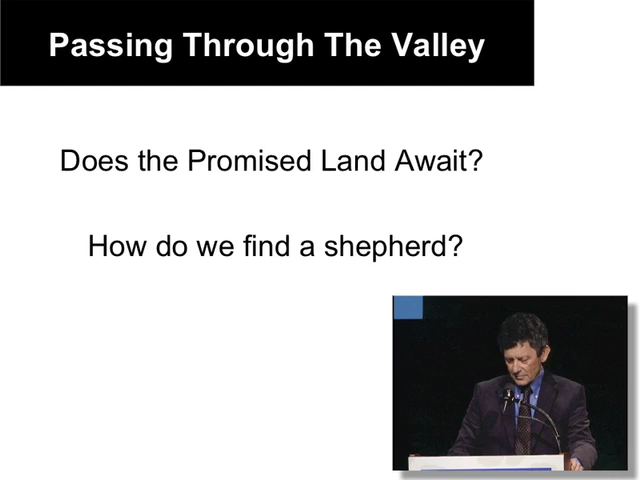 Passing Through The Valley
Does the Promised Land Await?
How do we find a shepherd?